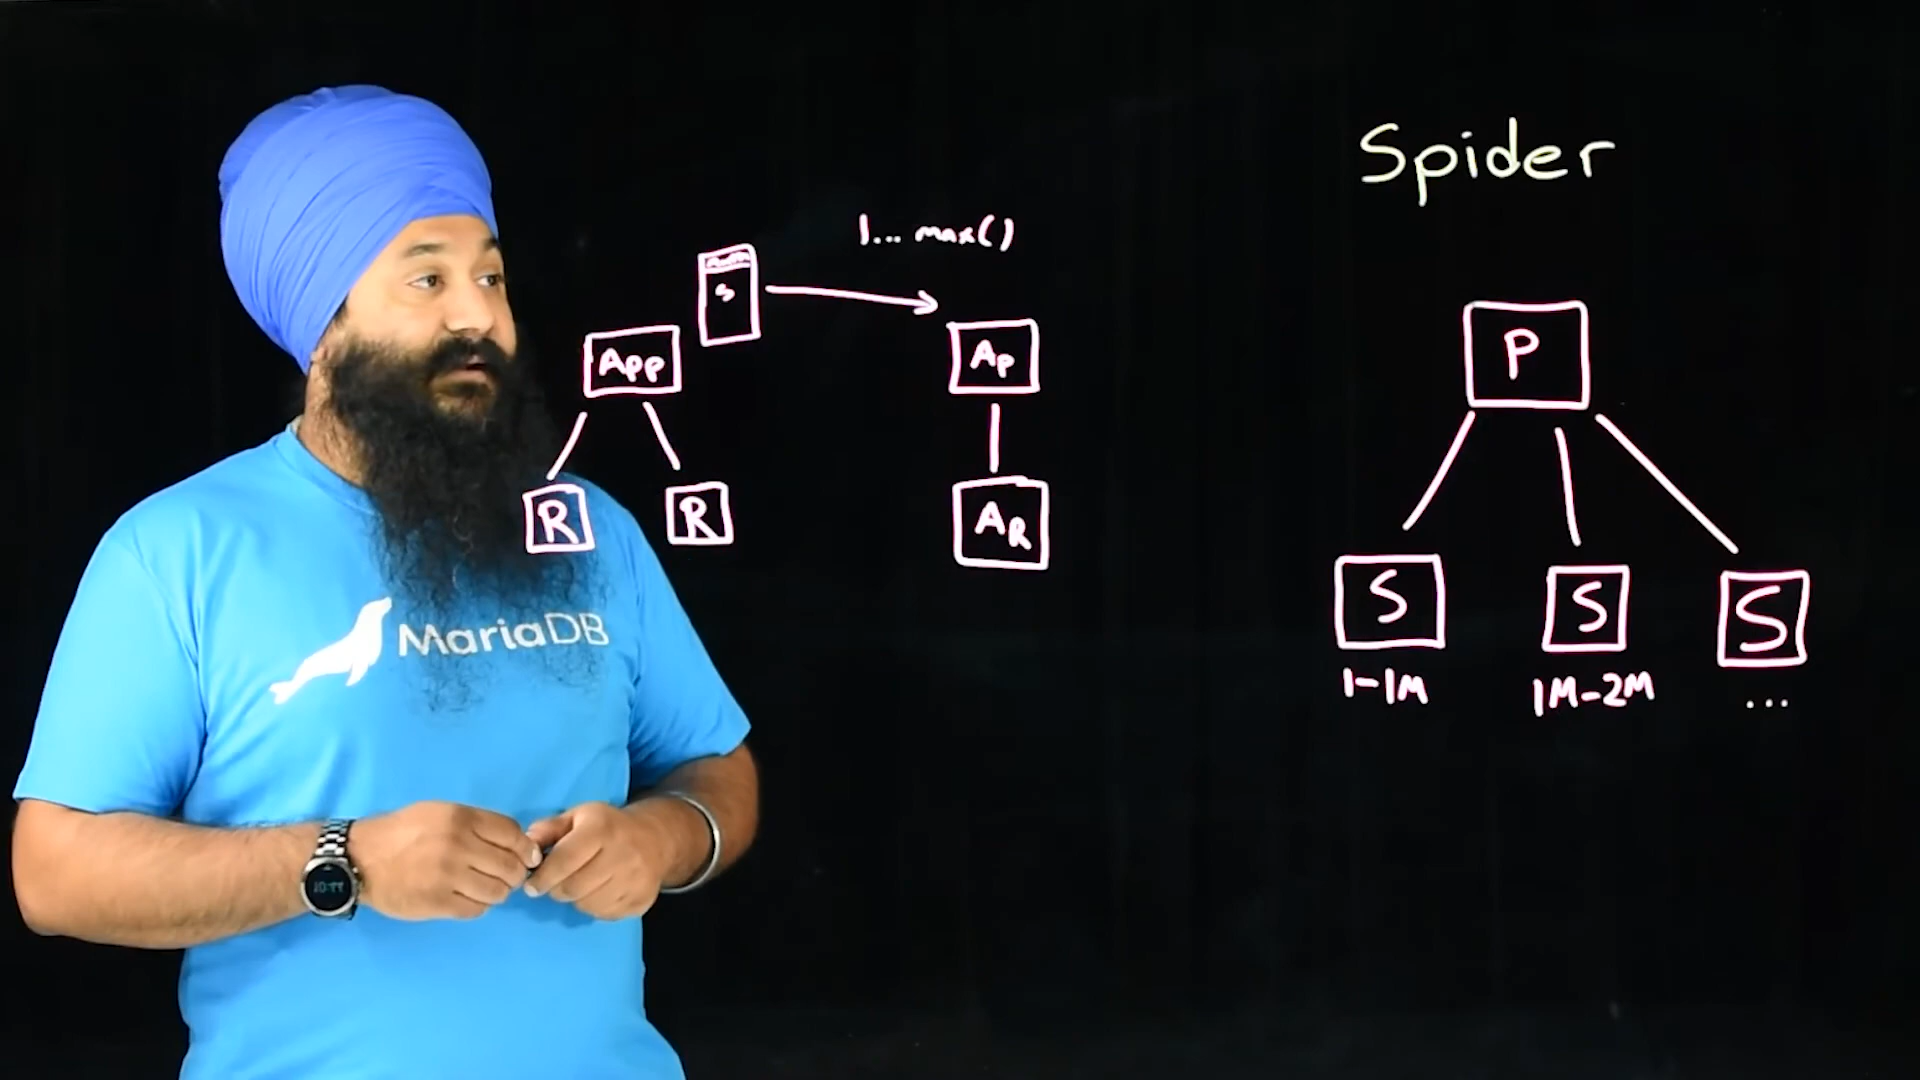 Spider
1... max()
S
App
AP
P
R
R
AR
S
S
S
1-1M
1M-2M
...
MariaDB